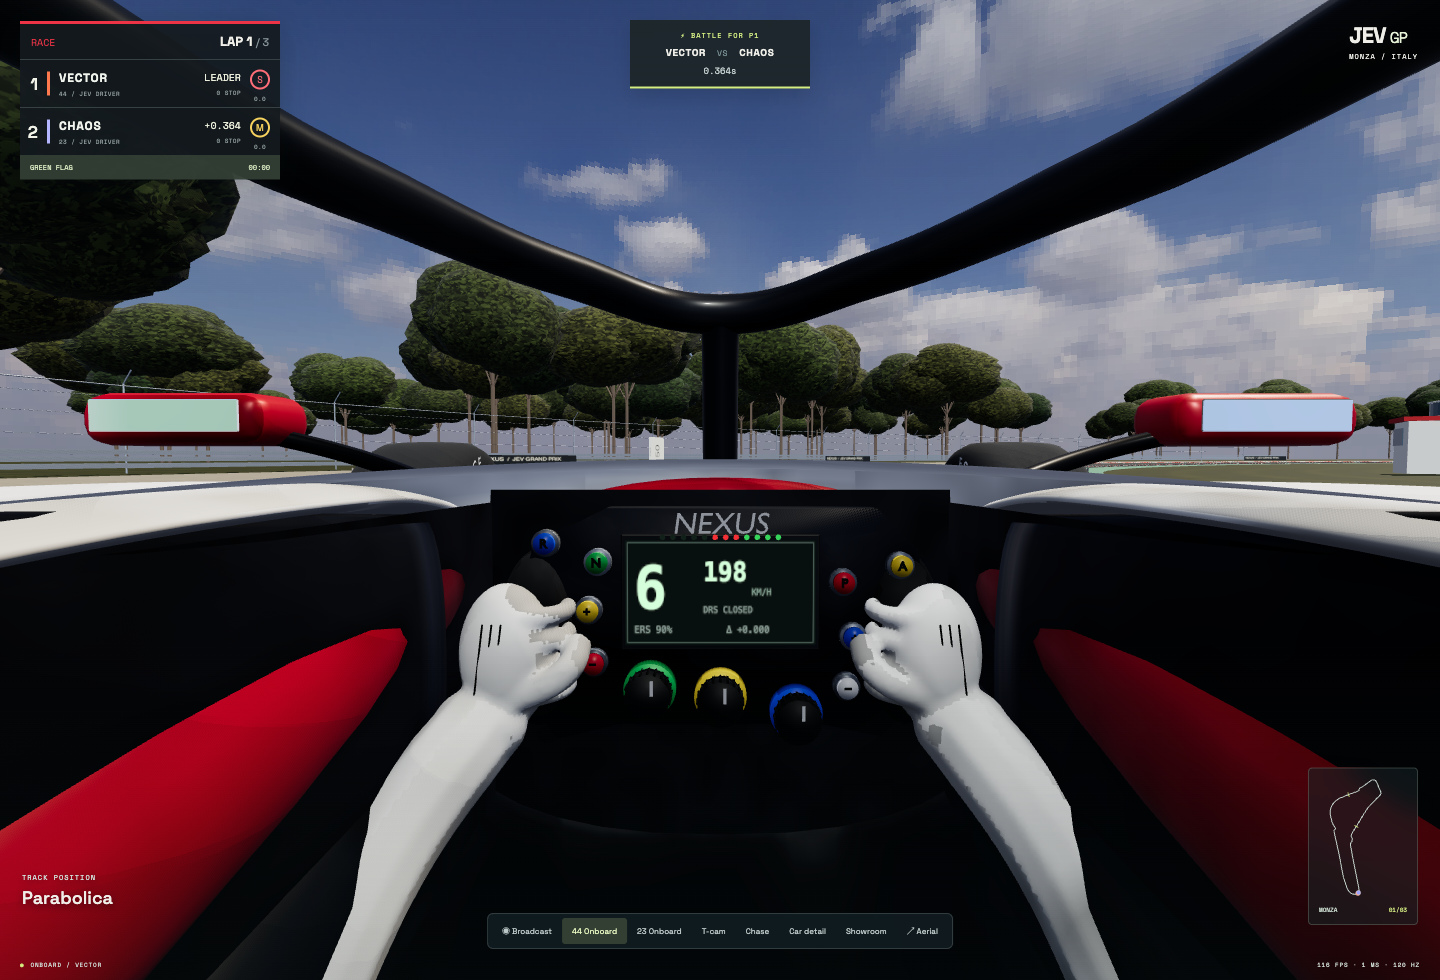 RACE
LAP 1 / 3
1 VECTOR LEADER S
44 / JEV DRIVER 0 STOP 0.0
2 CHAOS +0.364 M
23 / JEV DRIVER 0 STOP 0.0
GREEN FLAG 00:00
⚡ BATTLE FOR P1
VECTOR VS CHAOS
0.364s
JEV GP
MONZA / ITALY
XUS / JEV GRAND PRIX
NEXUS
R
N
+
A
P
-
6 198
KM/H
DRS CLOSED
ERS 90% Δ +0.000
TRACK POSITION
Parabolica
MONZA 01/03
Broadcast 44 Onboard 23 Onboard T-cam Chase Car detail Showroom Aerial
ONBOARD / VECTOR
116 FPS · 1 MS · 120 HZ